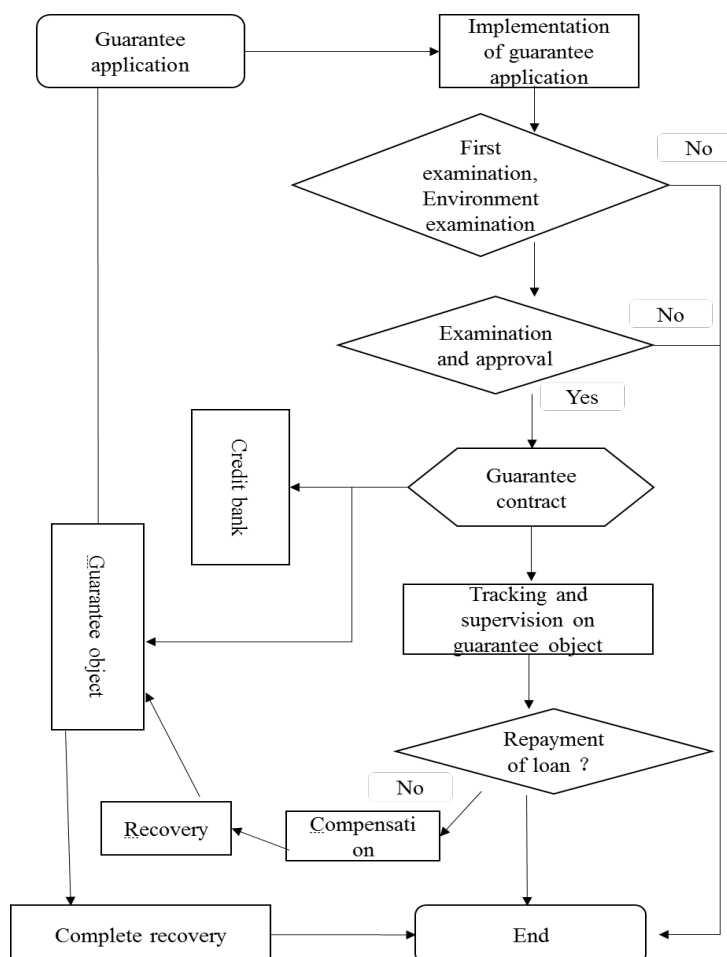 Guarantee
application
Implementation
of guarantee
application
No
First
examination,
Environment
examination
No
Examination
and approval
Yes
Credit bank
Guarantee
contract
Guarantee object
Tracking and
supervision on
guarantee object
Repayment
of loan ?
No
Recovery
Compensati
on
Complete recovery
End